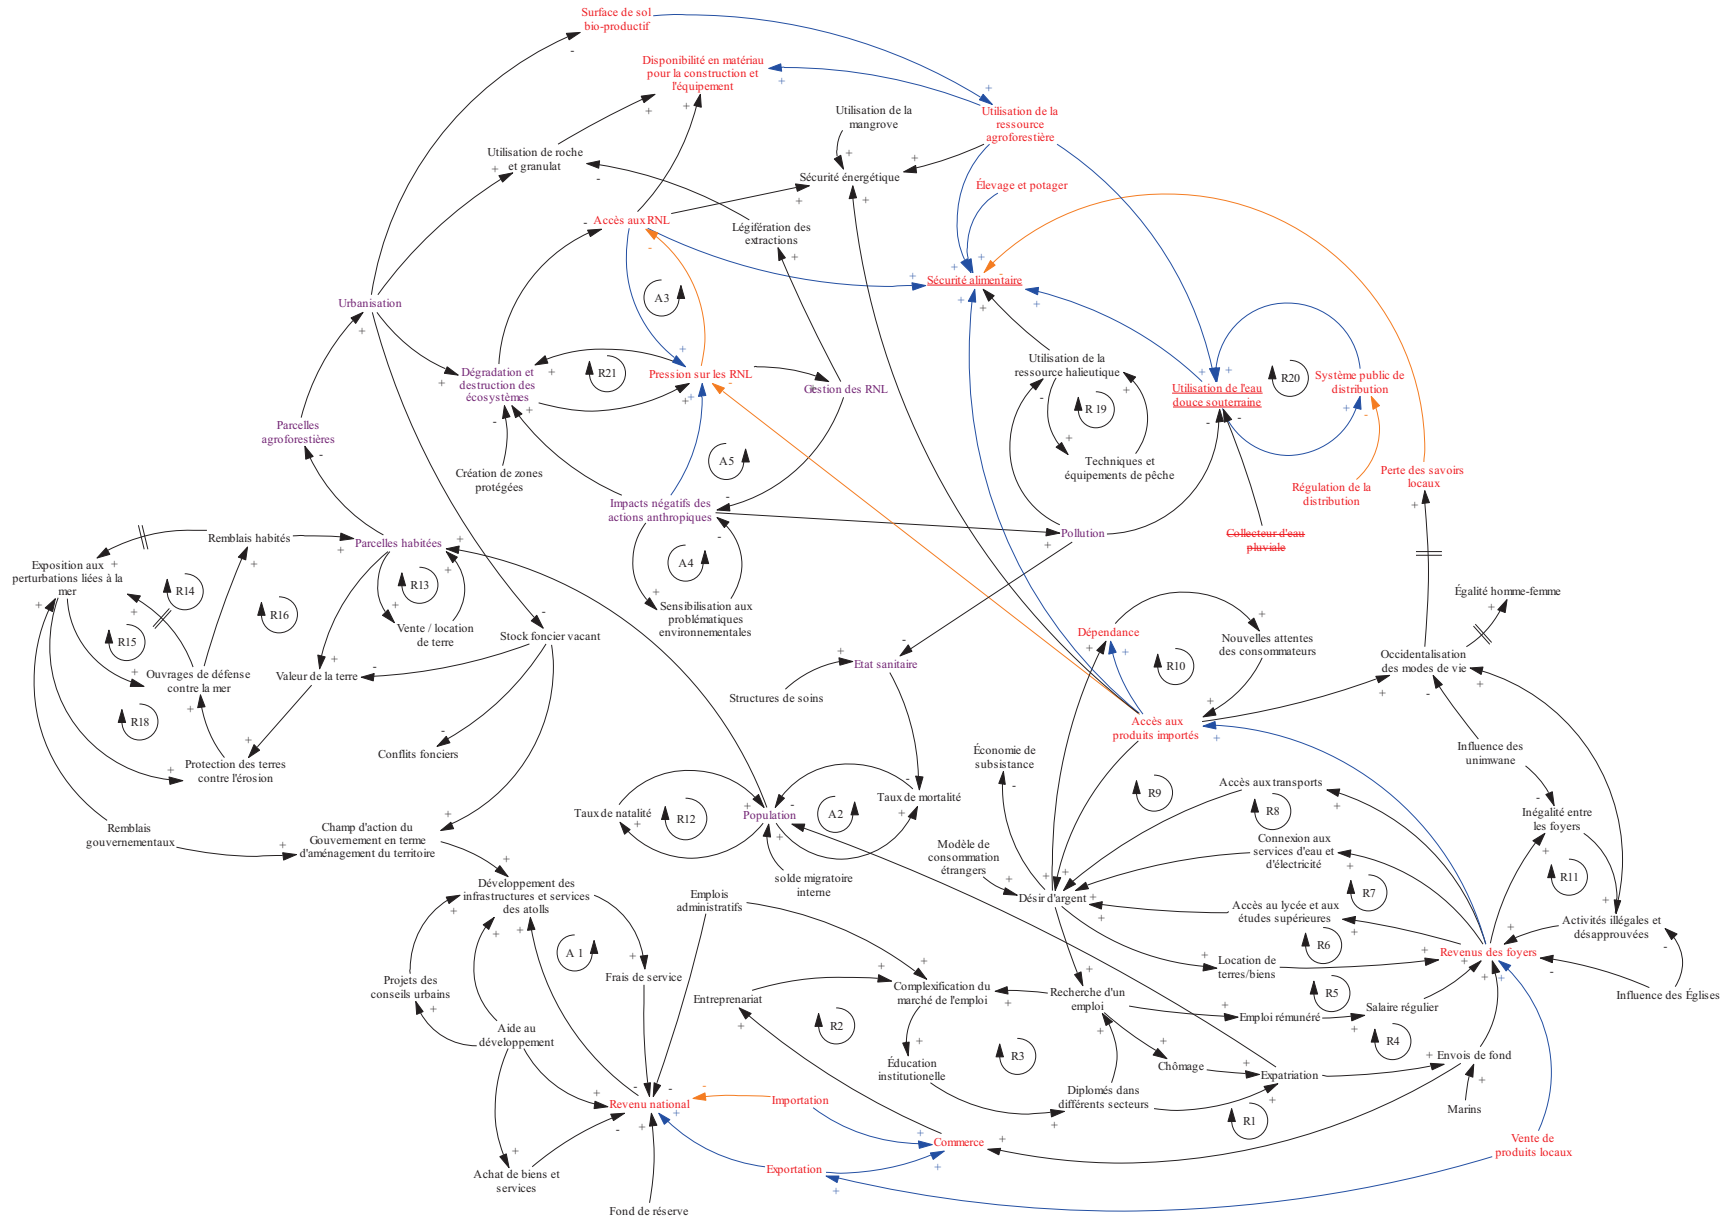 Surface de sol
bio-productif
Disponibilité en matériau
pour la construction et
l'équipement
Utilisation de la
mangrove
Utilisation de la
ressource
agroforestière
Utilisation de roche
et granulat
Sécurité énergétique
Élevage et potager
Accès aux RNL
Légifération des
extractions
Sécurité alimentaire
Urbanisation
A3
Utilisation de la
ressource halieutique
Dégradation et
destruction des
écosystèmes
R21
Pression sur les RNL
Gestion des RNL
Utilisation de l'eau
douce souterraine
R20
Système public de
distribution
R 19
Parcelles
agroforestières
Création de zones
protégées
A5
Techniques et
équipements de pêche
Perte des savoirs
locaux
Régulation de la
distribution
Impacts négatifs des
actions anthropiques
Pollution
Collecteur d'eau
pluviale
Remblais habités
Parcelles habitées
Exposition aux
perturbations liées à la
mer
R14
R13
A4
R16
Égalité homme-femme
R15
Vente / location
de terre
Sensibilisation aux
problématiques
environnementales
Stock foncier vacant
Dépendance
Nouvelles attentes
des consommateurs
Occidentalisation
des modes de vie
Etat sanitaire
R10
Ouvrages de défense
contre la mer
Valeur de la terre
Structures de soins
R18
Accès aux
produits importés
Conflits fonciers
Économie de
subsistance
Influence des
unimwane
Protection des terres
contre l'érosion
R9
Accès aux transports
R8
Taux de natalité
R12
Population
A2
Taux de mortalité
Inégalité entre
les foyers
Remblais
gouvernementaux
Champ d'action du
Gouvernement en terme
d'aménagement du territoire
Modèle de
consommation
étrangers
Connexion aux
services d'eau et
d'électricité
R11
R7
solde migratoire
interne
Développement des
infrastructures et services
des atolls
Emplois
administratifs
Désir d'argent
Accès au lycée et aux
études supérieures
Activités illégales et
désapprouvées
R6
A 1
Revenus des foyers
Location de
terres/biens
Frais de service
Projets des
conseils urbains
Entreprenariat
Complexification du
marché de l'emploi
Recherche d'un
emploi
R5
Influence des Églises
Emploi rémunéré
Salaire régulier
R2
R4
Aide au
développement
R3
Envois de fond
Éducation
institutionelle
Chômage
Expatriation
Diplomés dans
différents secteurs
Marins
Revenu national
Importation
R1
Commerce
Vente de
produits locaux
Exportation
Achat de biens et
services
Fond de réserve